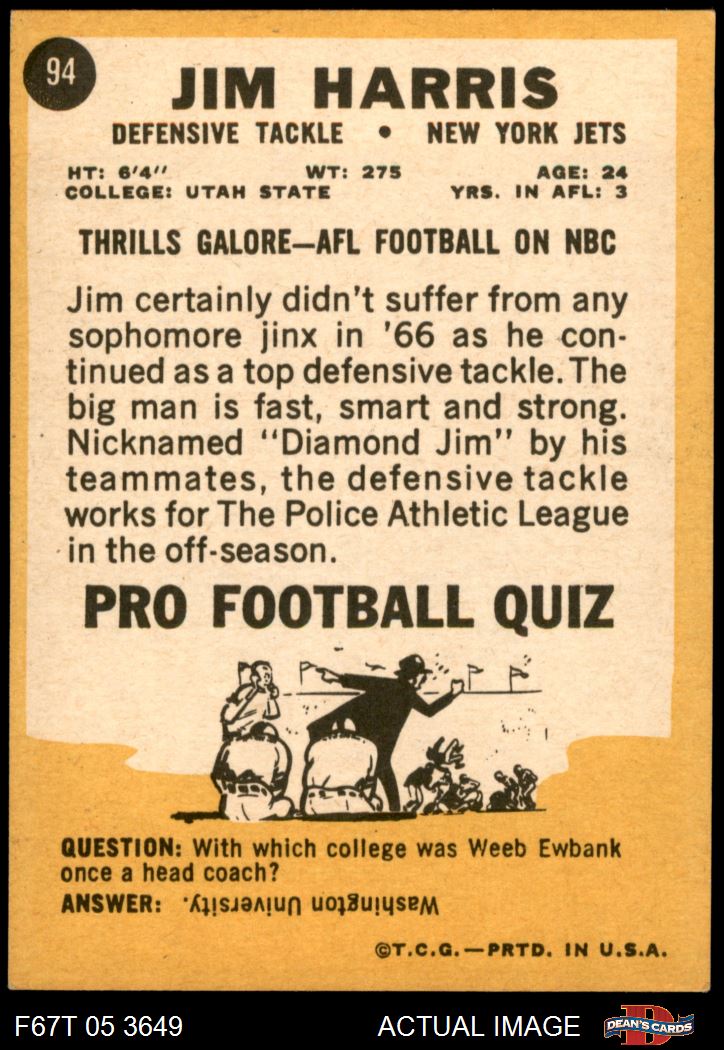 94
JIM HARRIS
DEFENSIVE TACKLE • NEW YORK JETS
HT: 6'4" WT: 275 AGE: 24
COLLEGE: UTAH STATE YRS. IN AFL: 3
THRILLS GALORE—AFL FOOTBALL ON NBC
Jim certainly didn't suffer from any
sophomore jinx in '66 as he con-
tinued as a top defensive tackle. The
big man is fast, smart and strong.
Nicknamed "Diamond Jim" by his
teammates, the defensive tackle
works for The Police Athletic League
in the off-season.
PRO FOOTBALL QUIZ
QUESTION: With which college was Weeb Ewbank
once a head coach?
ANSWER: Washington University.
©T.C.G.—PRTD. IN U.S.A.
F67T 05 3649 ACTUAL IMAGE D DEAN'S CARDS